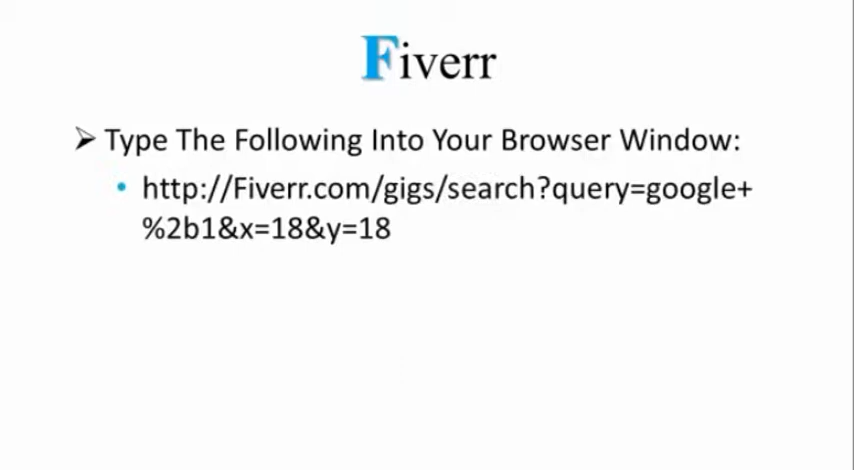 Fiverr
Type The Following Into Your Browser Window:
http://Fiverr.com/gigs/search?query=google+
%2b1&x=18&y=18